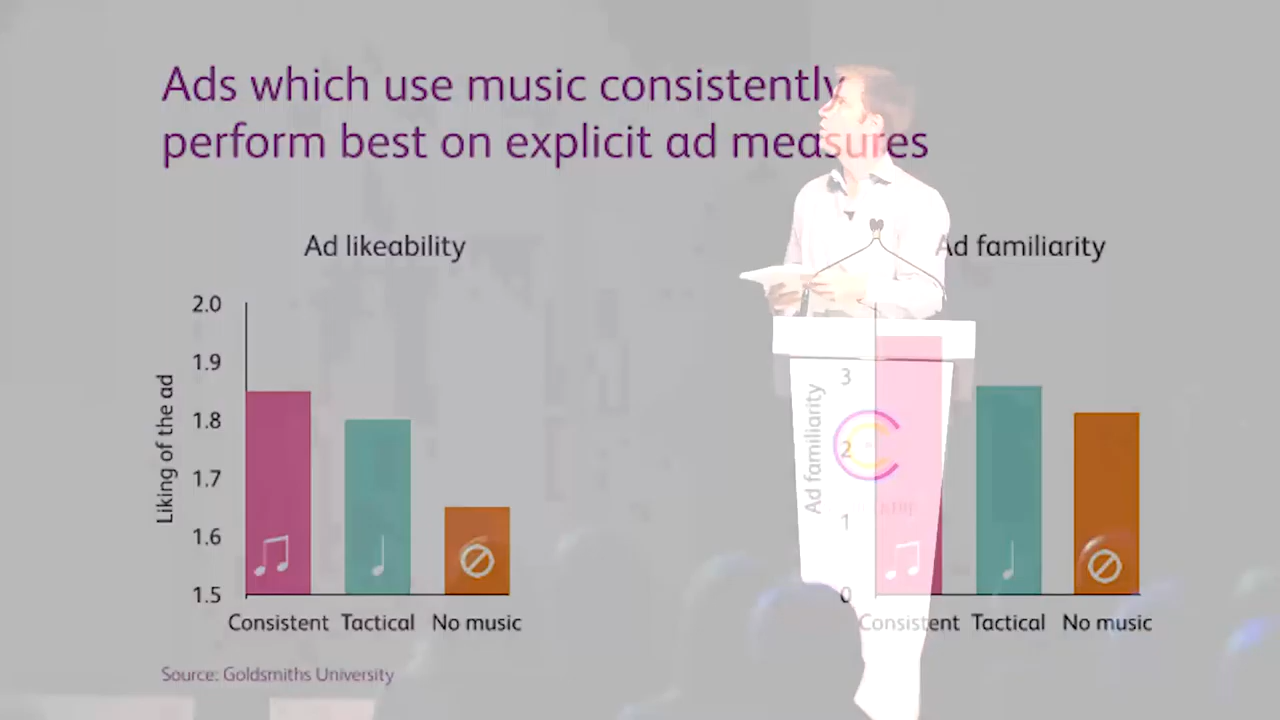 Ads which use music consistently
perform best on explicit ad measures
Ad likeability
2.0
1.9
1.8
1.7
1.6
1.5
Liking of the ad
Consistent Tactical No music
Ad familiarity
3
2
1
0
Ad familiarity
Consistent Tactical No music
Source: Goldsmiths University